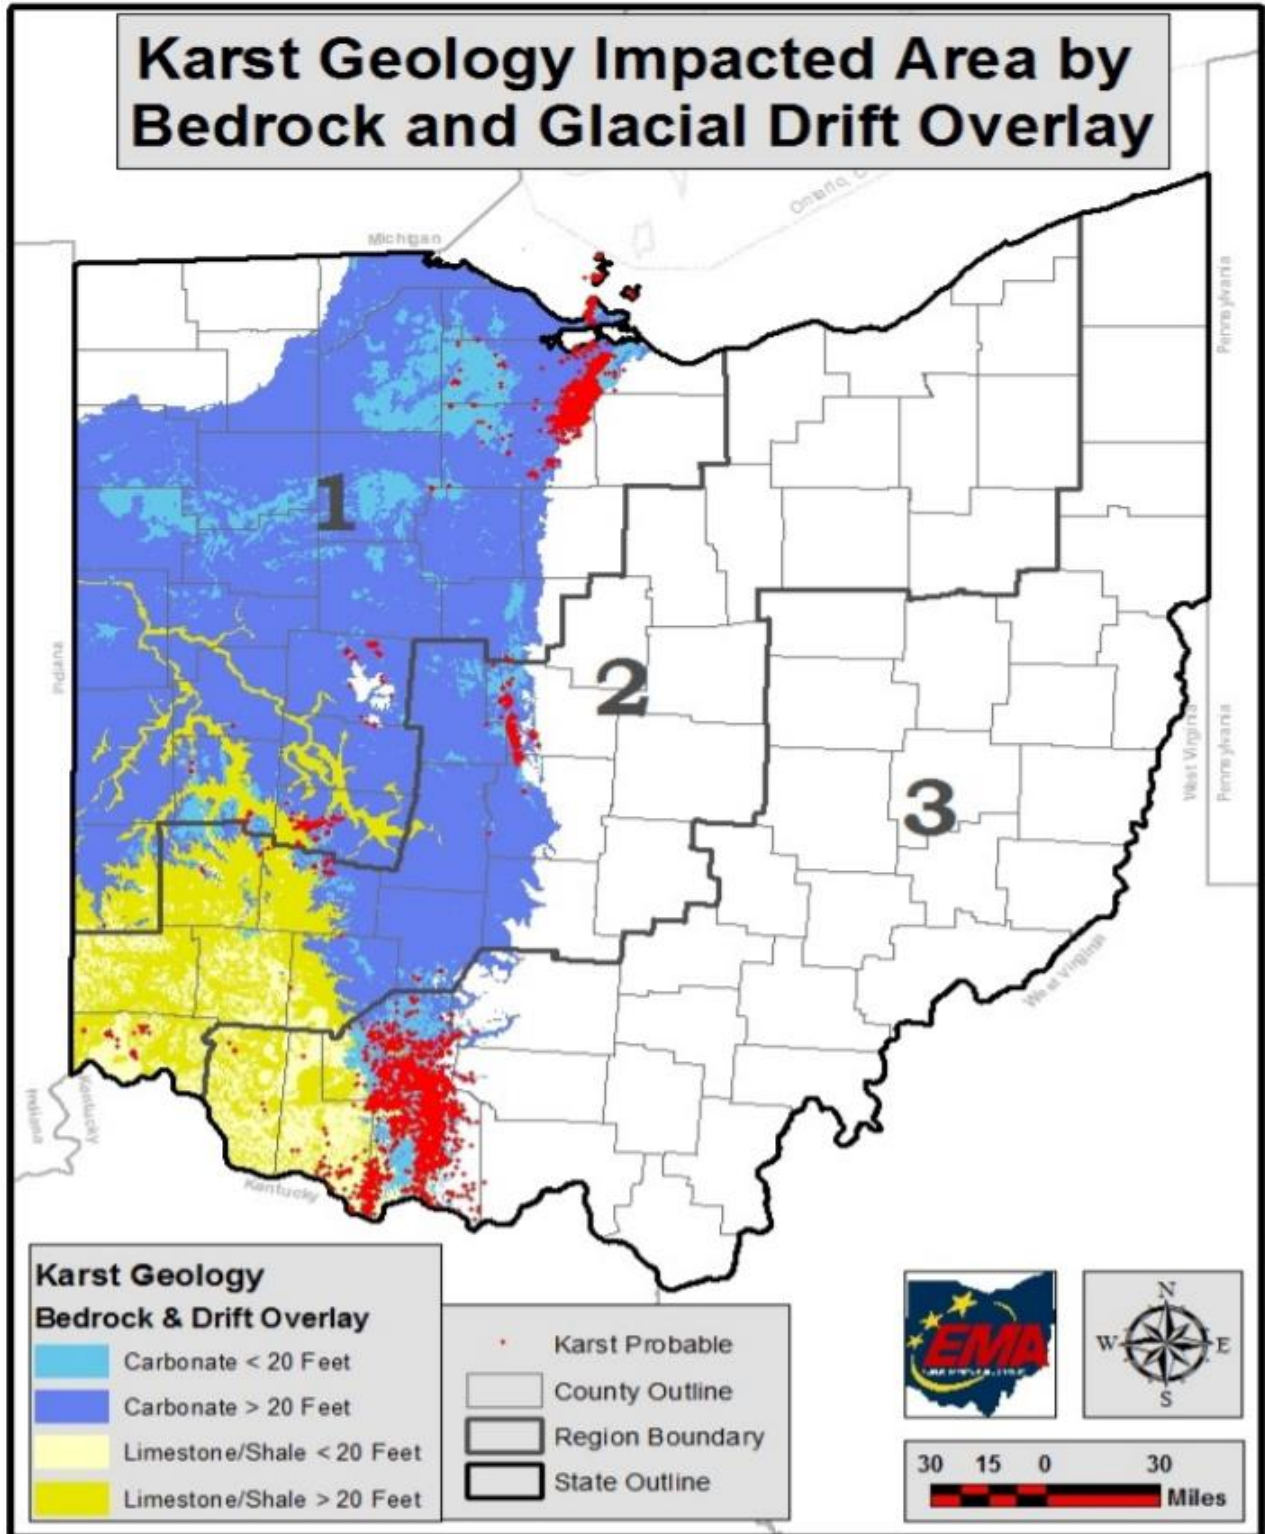 Karst Geology Impacted Area by
Bedrock and Glacial Drift Overlay
Michigan
Ontario, C
Pennsylvania
1
2
3
Indiana
West Virginia
Pennsylvania
West Virginia
Indiana
Kentucky
Kentucky
Karst Geology
Bedrock & Drift Overlay
Carbonate < 20 Feet
Carbonate > 20 Feet
Limestone/Shale < 20 Feet
Limestone/Shale > 20 Feet
Karst Probable
County Outline
Region Boundary
State Outline
EMA
N
W E
S
30 15 0 30
Miles